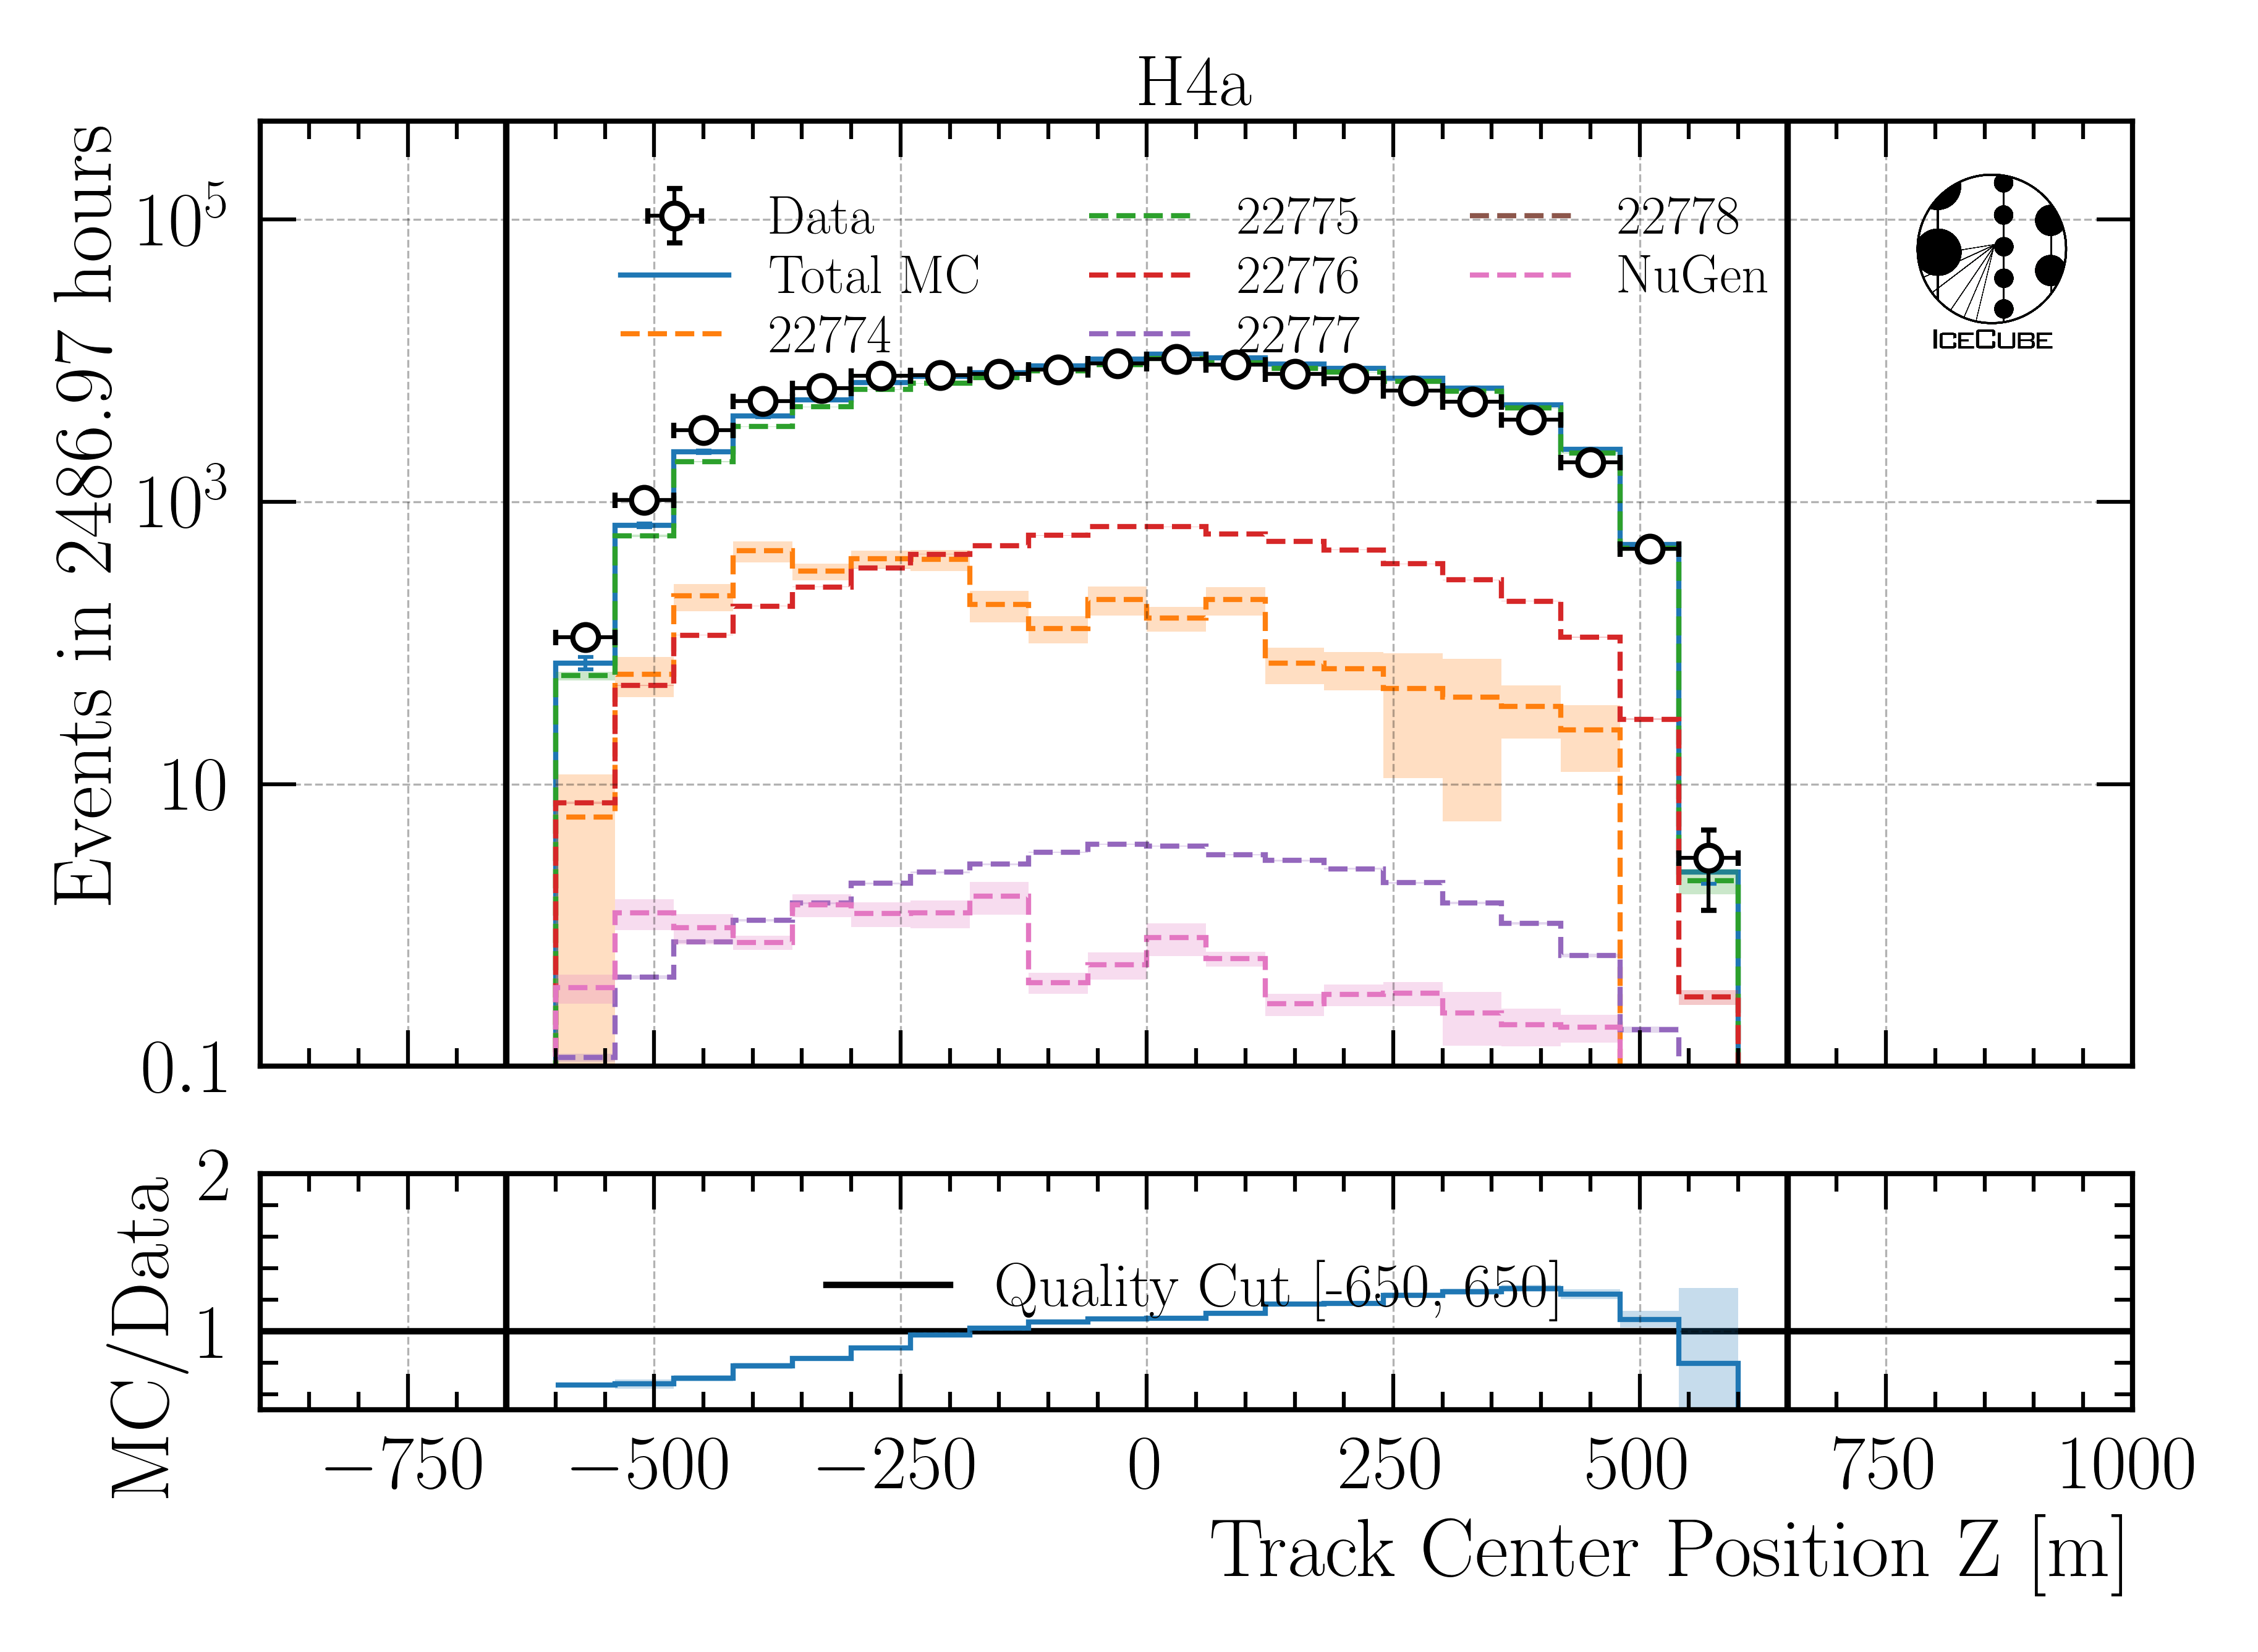 H4a
Events in 2486.97 hours
10^5
10^3
10
0.1
Data
Total MC
22774
22775
22776
22777
22778
NuGen
ICECUBE
MC/Data
2
1
Quality Cut [-650, 650]
−750 −500 −250 0 250 500 750 1000
Track Center Position Z [m]